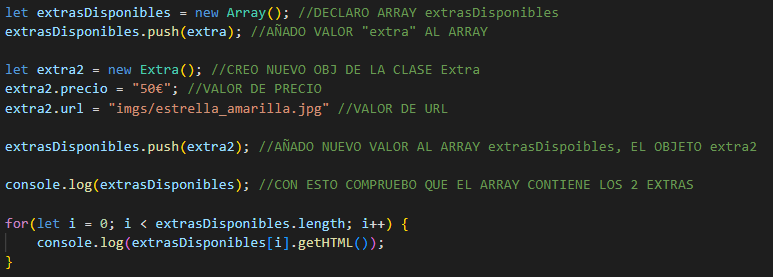 let extrasDisponibles = new Array(); //DECLARO ARRAY extrasDisponibles
extrasDisponibles.push(extra); //AÑADO VALOR "extra" AL ARRAY
let extra2 = new Extra(); //CREO NUEVO OBJ DE LA CLASE Extra
extra2.precio = "50€"; //VALOR DE PRECIO
extra2.url = "imgs/estrella_amarilla.jpg" //VALOR DE URL
extrasDisponibles.push(extra2); //AÑADO NUEVO VALOR AL ARRAY extrasDispoibles, EL OBJETO extra2
console.log(extrasDisponibles); //CON ESTO COMPRUEBO QUE EL ARRAY CONTIENE LOS 2 EXTRAS
for(let i = 0; i < extrasDisponibles.length; i++) {
    console.log(extrasDisponibles[i].getHTML());
}